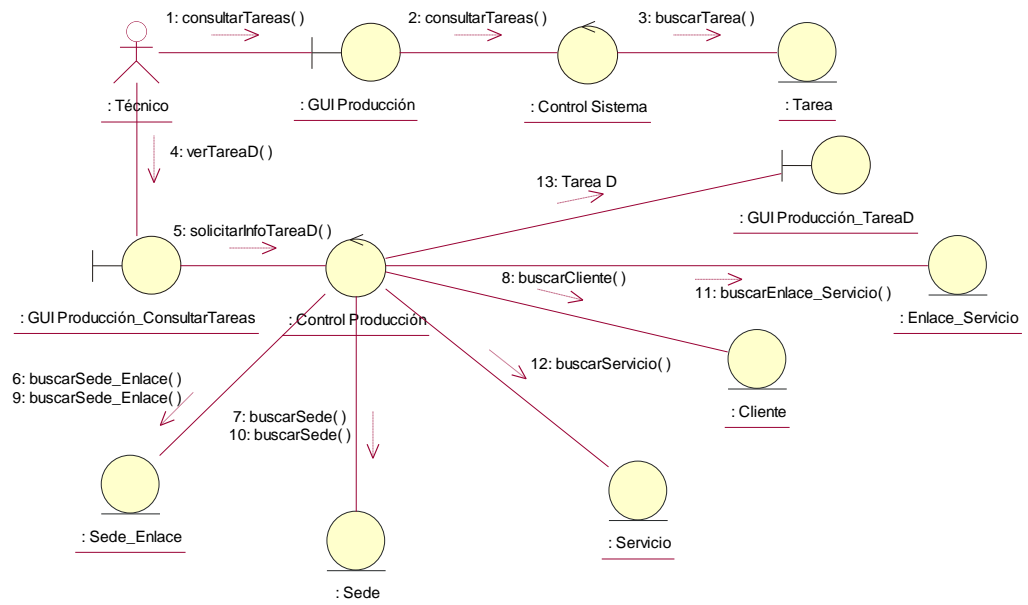 1: consultarTareas( )
2: consultarTareas( )
3: buscarTarea( )
: Técnico
: GUI Producción
: Control Sistema
: Tarea
4: verTareaD( )
13: Tarea D
: GUI Producción_TareaD
5: solicitarInfoTareaD( )
8: buscarCliente( )
11: buscarEnlace_Servicio( )
: GUI Producción_ConsultarTareas
: Control Producción
: Enlace_Servicio
12: buscarServicio( )
6: buscarSede_Enlace( )
9: buscarSede_Enlace( )
: Cliente
7: buscarSede( )
10: buscarSede( )
: Sede_Enlace
: Servicio
: Sede